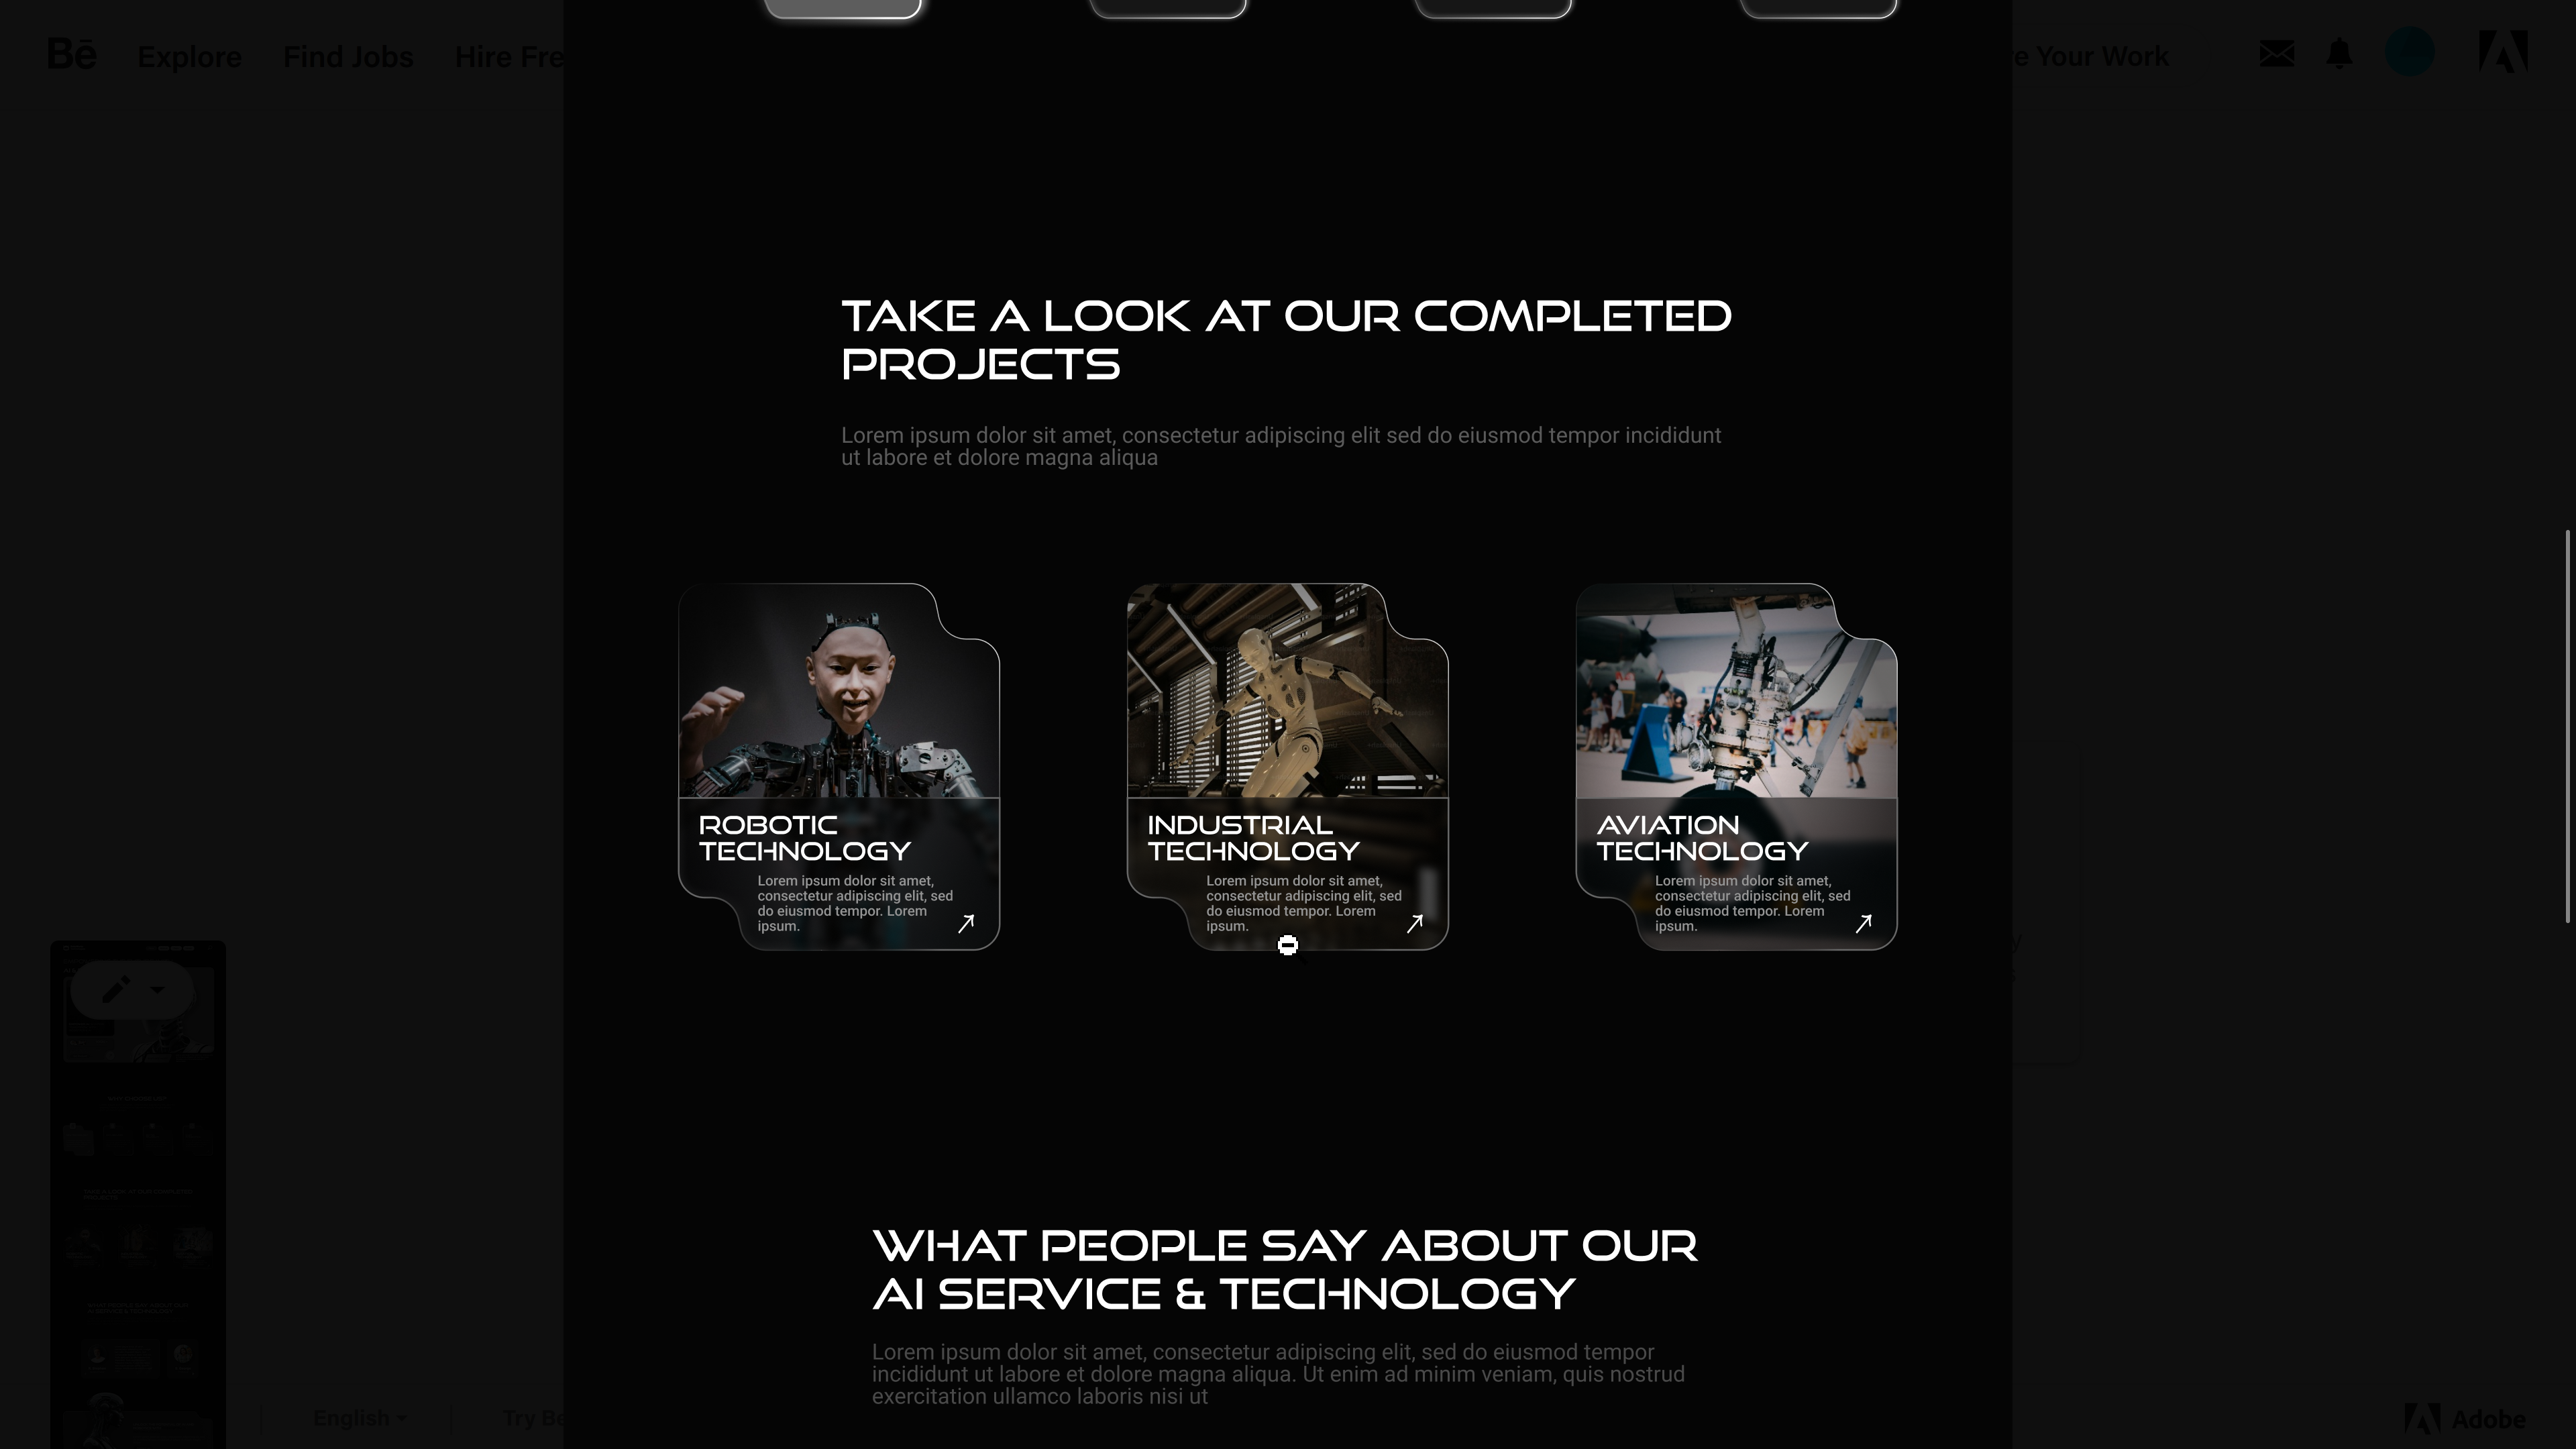 Bē Explore Find Jobs Hire Fre
e Your Work
TAKE A LOOK AT OUR COMPLETED
PROJECTS
Lorem ipsum dolor sit amet, consectetur adipiscing elit sed do eiusmod tempor incididunt
ut labore et dolore magna aliqua
ROBOTIC
TECHNOLOGY
Lorem ipsum dolor sit amet,
consectetur adipiscing elit, sed
do eiusmod tempor. Lorem
ipsum.
INDUSTRIAL
TECHNOLOGY
Lorem ipsum dolor sit amet,
consectetur adipiscing elit, sed
do eiusmod tempor. Lorem
ipsum.
AVIATION
TECHNOLOGY
Lorem ipsum dolor sit amet,
consectetur adipiscing elit, sed
do eiusmod tempor. Lorem
ipsum.
WHAT PEOPLE SAY ABOUT OUR
AI SERVICE & TECHNOLOGY
Lorem ipsum dolor sit amet, consectetur adipiscing elit, sed do eiusmod tempor
incididunt ut labore et dolore magna aliqua. Ut enim ad minim veniam, quis nostrud
exercitation ullamco laboris nisi ut
English
Try Be
Adobe